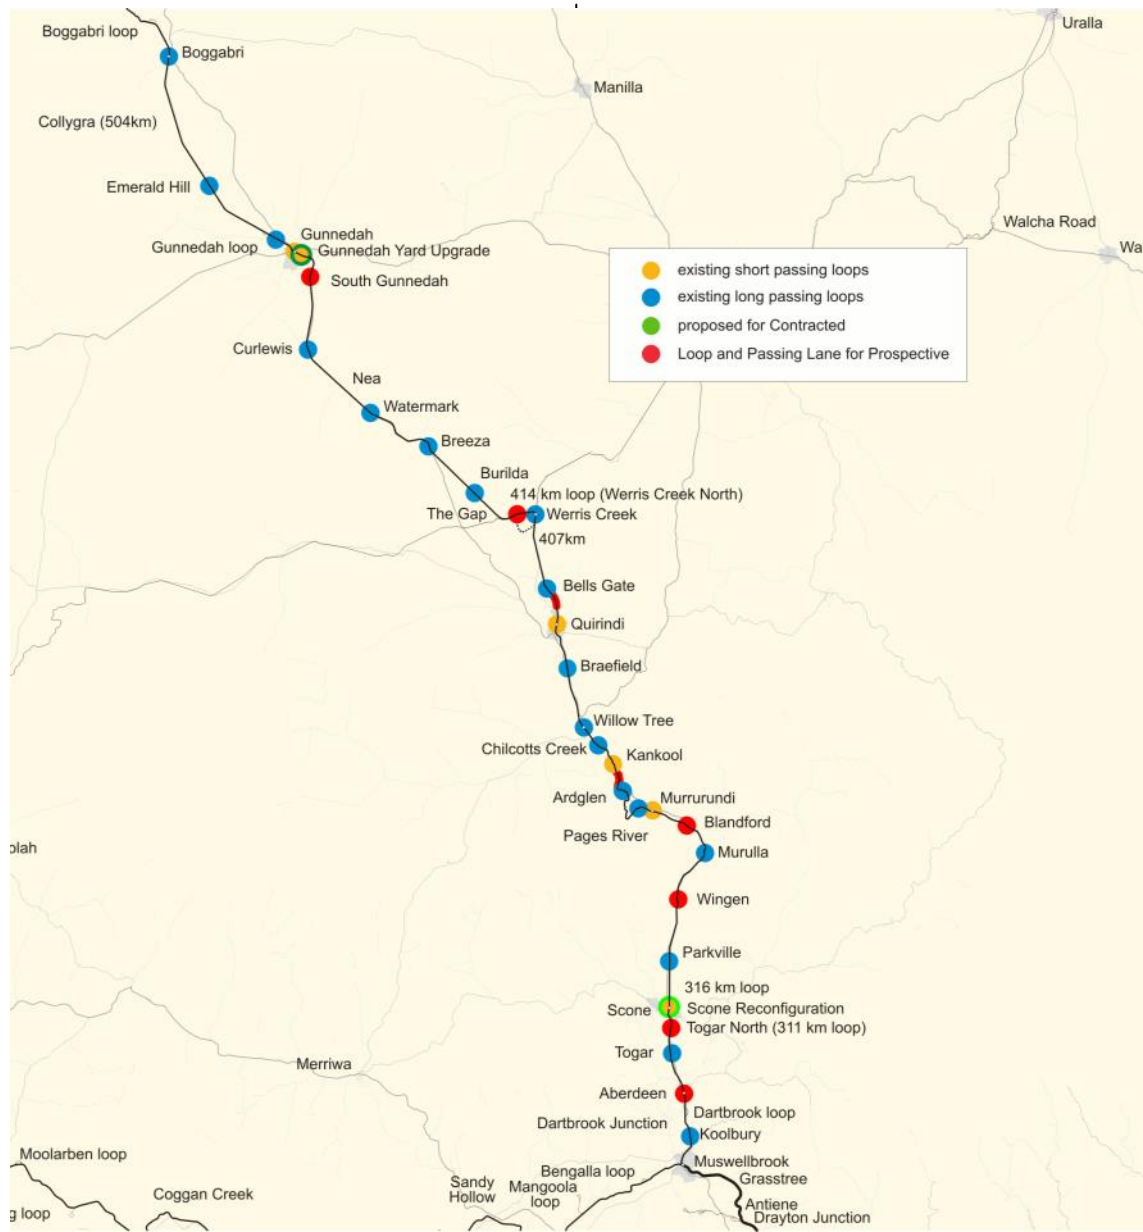 Boggabri loop
Uralla
Boggabri
Manilla
Collygra (504km)
Emerald Hill
Walcha Road
Gunnedah
Gunnedah loop
Gunnedah Yard Upgrade
Wa
South Gunnedah
existing short passing loops
existing long passing loops
proposed for Contracted
Loop and Passing Lane for Prospective
Curlewis
Nea
Watermark
Breeza
Burilda
414 km loop (Werris Creek North)
The Gap
Werris Creek
407km
Bells Gate
Quirindi
Braefield
Willow Tree
Chilcotts Creek
Kankool
Ardglen
Murrurundi
Blandford
Pages River
Murulla
olah
Wingen
Parkville
316 km loop
Scone
Scone Reconfiguration
Togar North (311 km loop)
Togar
Merriwa
Aberdeen
Dartbrook loop
Dartbrook Junction
Koolbury
Moolarben loop
Muswellbrook
Bengalla loop
Grasstree
Sandy
Hollow
Mangoola
loop
Coggan Creek
Antiene
g loop
Drayton Junction